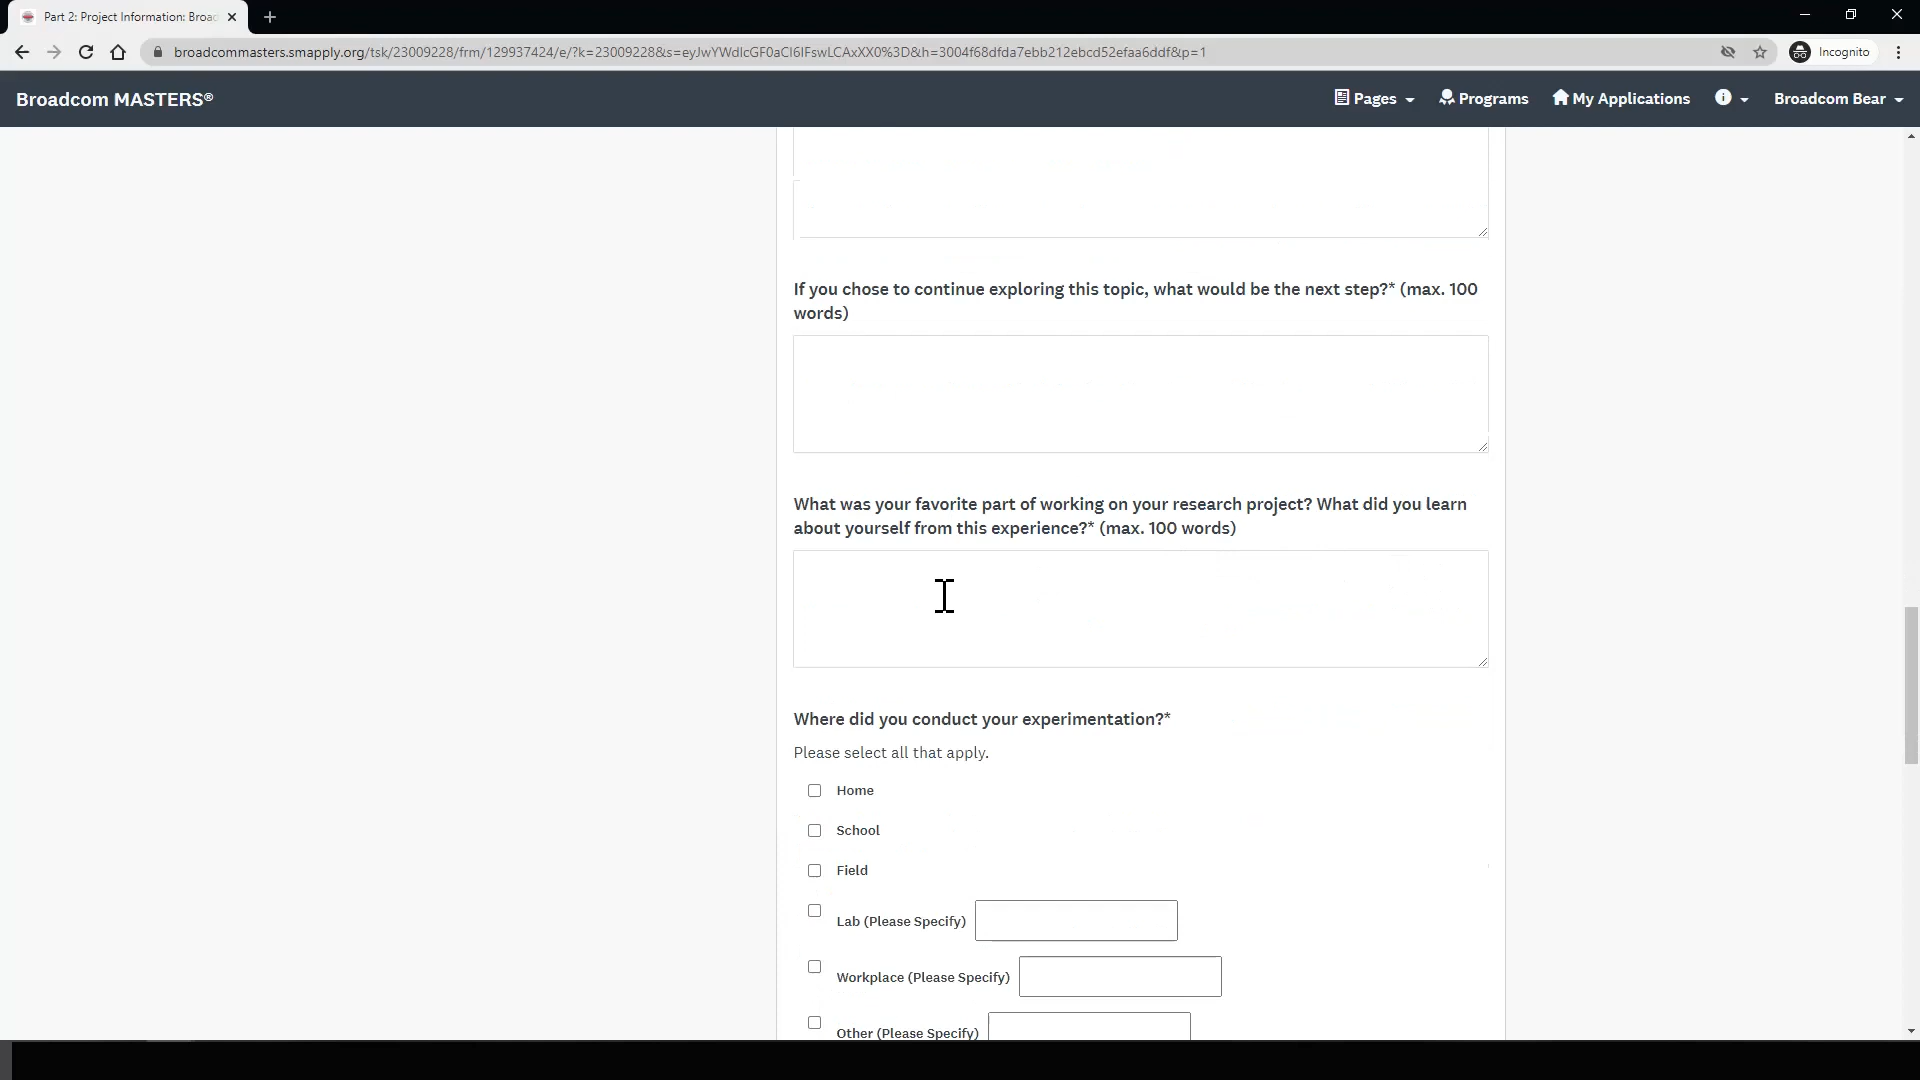 Part 2: Project Information: Broa
broadcommasters.smapply.org/tsk/23009228/frm/129937424/e/?k=23009228&s=eyJwYWdlcGF0aCI6IFswLCAxXX0%3D&h=3004f68dfda7ebb212ebcd52efaa6ddf&p=1
Incognito
Broadcom MASTERS®
Pages
Programs
My Applications
Broadcom Bear
If you chose to continue exploring this topic, what would be the next step?* (max. 100
words)
What was your favorite part of working on your research project? What did you learn
about yourself from this experience?* (max. 100 words)
Where did you conduct your experimentation?*
Please select all that apply.
Home
School
Field
Lab (Please Specify)
Workplace (Please Specify)
Other (Please Specify)